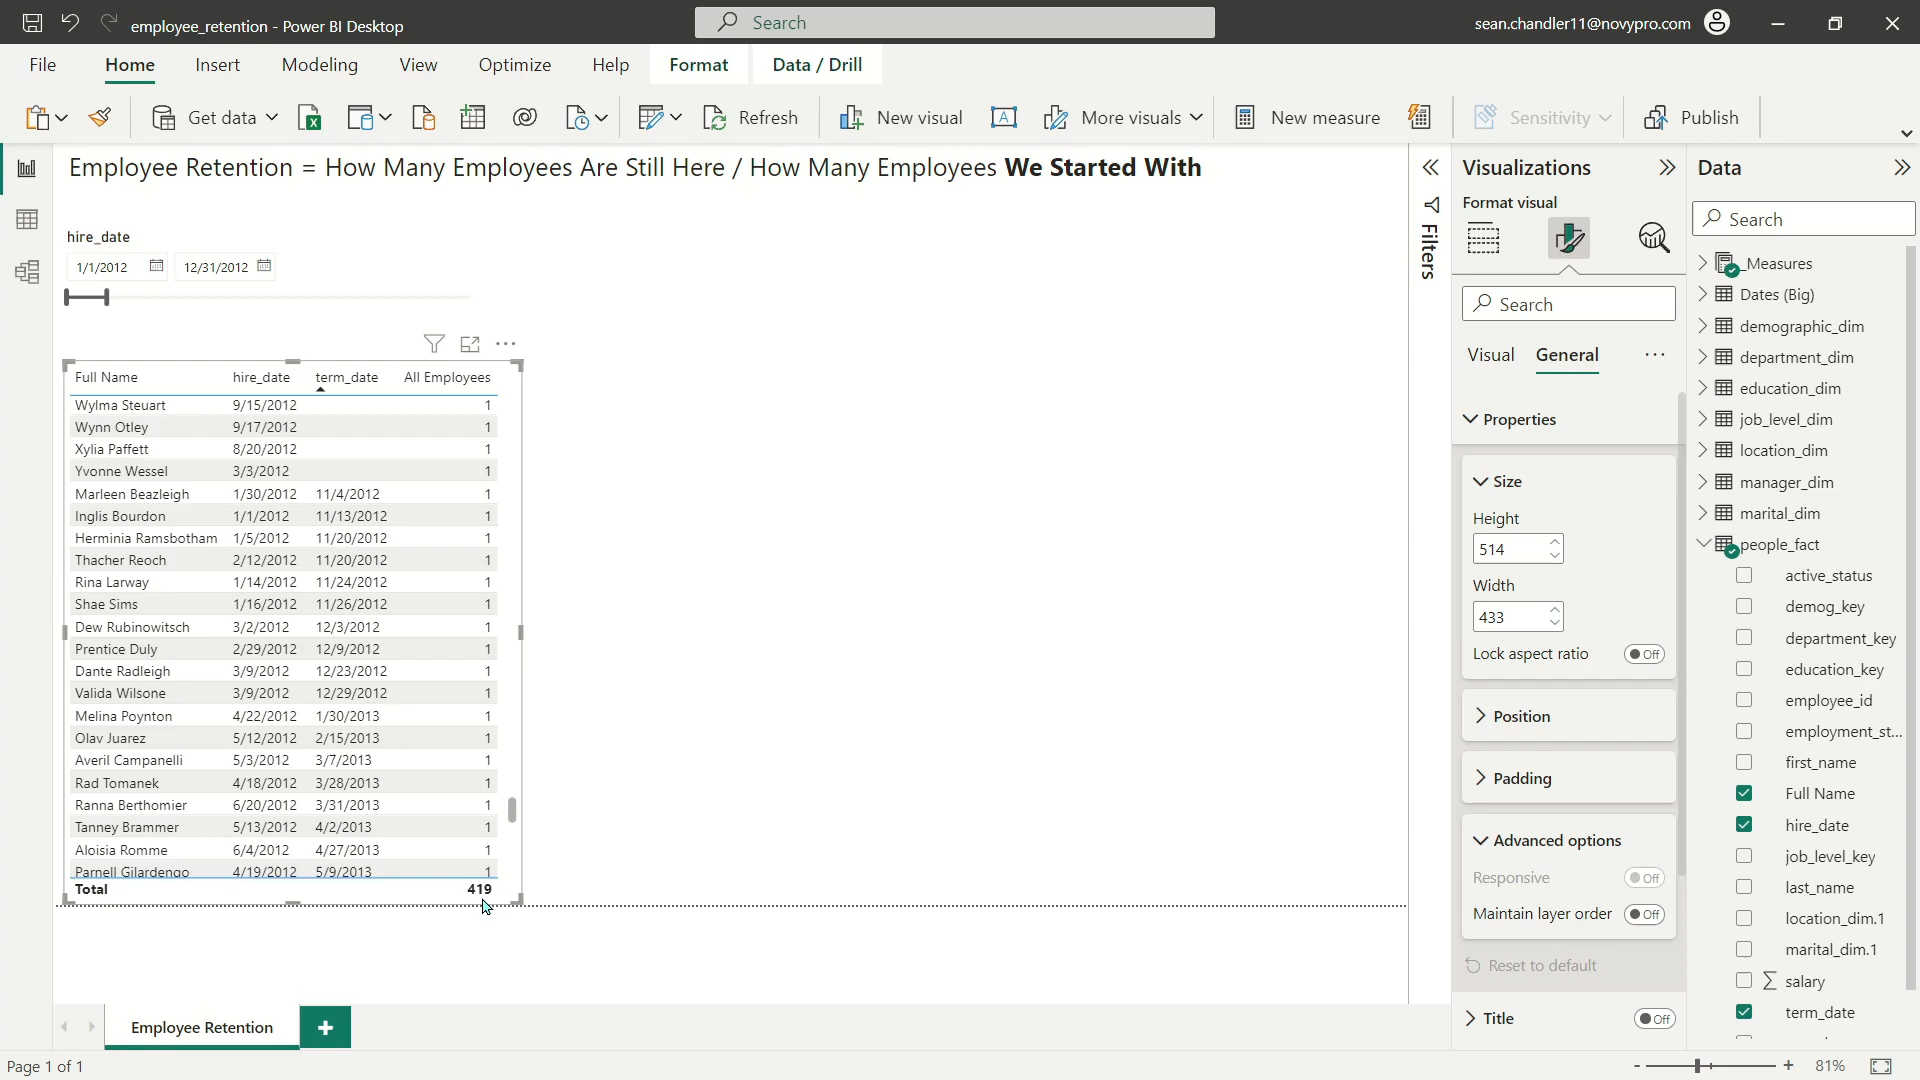 employee_retention - Power BI Desktop
Search
sean.chandler11@novypro.com
File Home Insert Modeling View Optimize Help Format Data / Drill
Get data Refresh New visual A More visuals New measure Sensitivity Publish
Employee Retention = How Many Employees Are Still Here / How Many Employees We Started With
hire_date
1/1/2012 12/31/2012
Full Name hire_date term_date All Employees
Wylma Steuart 9/15/2012 1
Wynn Otley 9/17/2012 1
Xylia Paffett 8/20/2012 1
Yvonne Wessel 3/3/2012 1
Marleen Beazleigh 1/30/2012 11/4/2012 1
Inglis Bourdon 1/1/2012 11/13/2012 1
Herminia Ramsbotham 1/5/2012 11/20/2012 1
Thacher Reoch 2/12/2012 11/20/2012 1
Rina Larway 1/14/2012 11/24/2012 1
Shae Sims 1/16/2012 11/26/2012 1
Dew Rubinowitsch 3/2/2012 12/3/2012 1
Prentice Duly 2/29/2012 12/9/2012 1
Dante Radleigh 3/9/2012 12/23/2012 1
Valida Wilsone 3/9/2012 12/29/2012 1
Melina Poynton 4/22/2012 1/30/2013 1
Olav Juarez 5/12/2012 2/15/2013 1
Averil Campanelli 5/3/2012 3/7/2013 1
Rad Tomanek 4/18/2012 3/28/2013 1
Ranna Berthomier 6/20/2012 3/31/2013 1
Tanney Brammer 5/13/2012 4/2/2013 1
Aloisia Romme 6/4/2012 4/27/2013 1
Parnell Gilardengo 4/19/2012 5/9/2013 1
Total 419
Filters
Visualizations
Format visual
Search
Visual General ...
Properties
Size
Height
514
Width
433
Lock aspect ratio Off
Position
Padding
Advanced options
Responsive Off
Maintain layer order Off
Reset to default
Title Off
Data
Search
_Measures
Dates (Big)
demographic_dim
department_dim
education_dim
job_level_dim
location_dim
manager_dim
marital_dim
people_fact
active_status
demog_key
department_key
education_key
employee_id
employment_st...
first_name
Full Name
hire_date
job_level_key
last_name
location_dim.1
marital_dim.1
∑ salary
term_date
Employee Retention +
Page 1 of 1
- + 81%